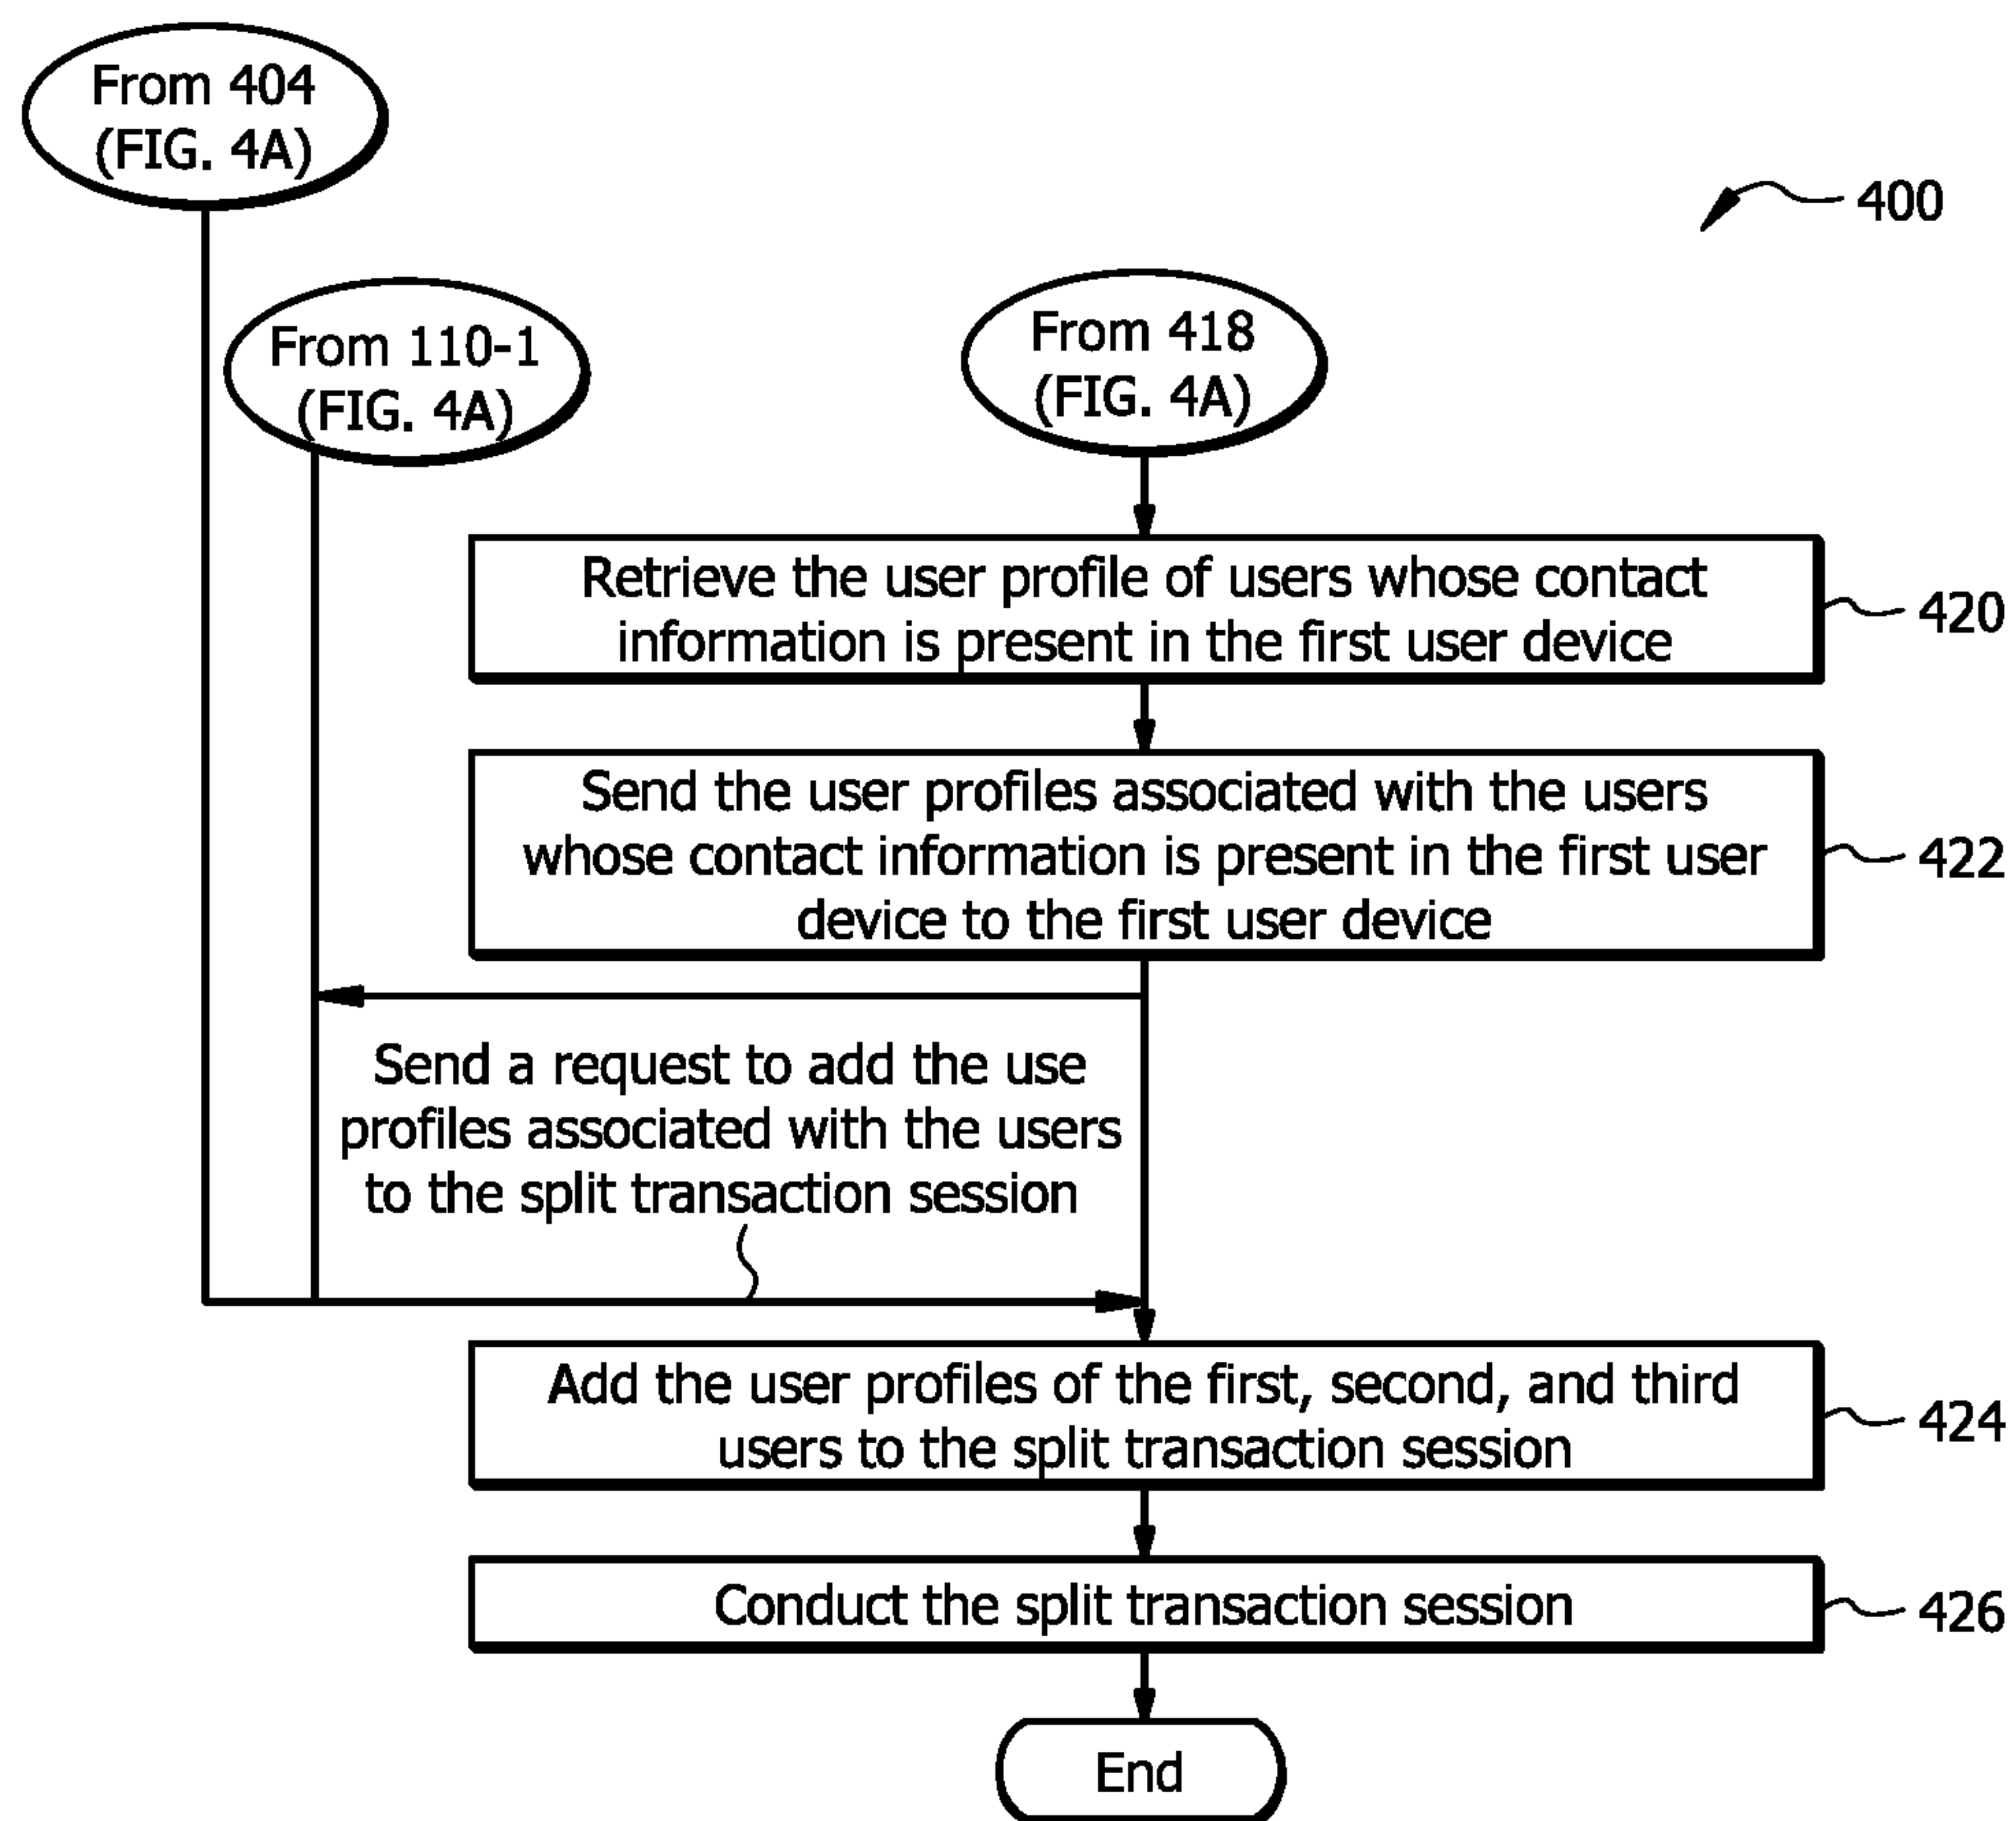 From 404
(FIG. 4A)
400
From 110-1
(FIG. 4A)
From 418
(FIG. 4A)
Retrieve the user profile of users whose contact
information is present in the first user device
420
Send the user profiles associated with the users
whose contact information is present in the first user
device to the first user device
422
Send a request to add the use
profiles associated with the users
to the split transaction session
Add the user profiles of the first, second, and third
users to the split transaction session
424
Conduct the split transaction session
426
End